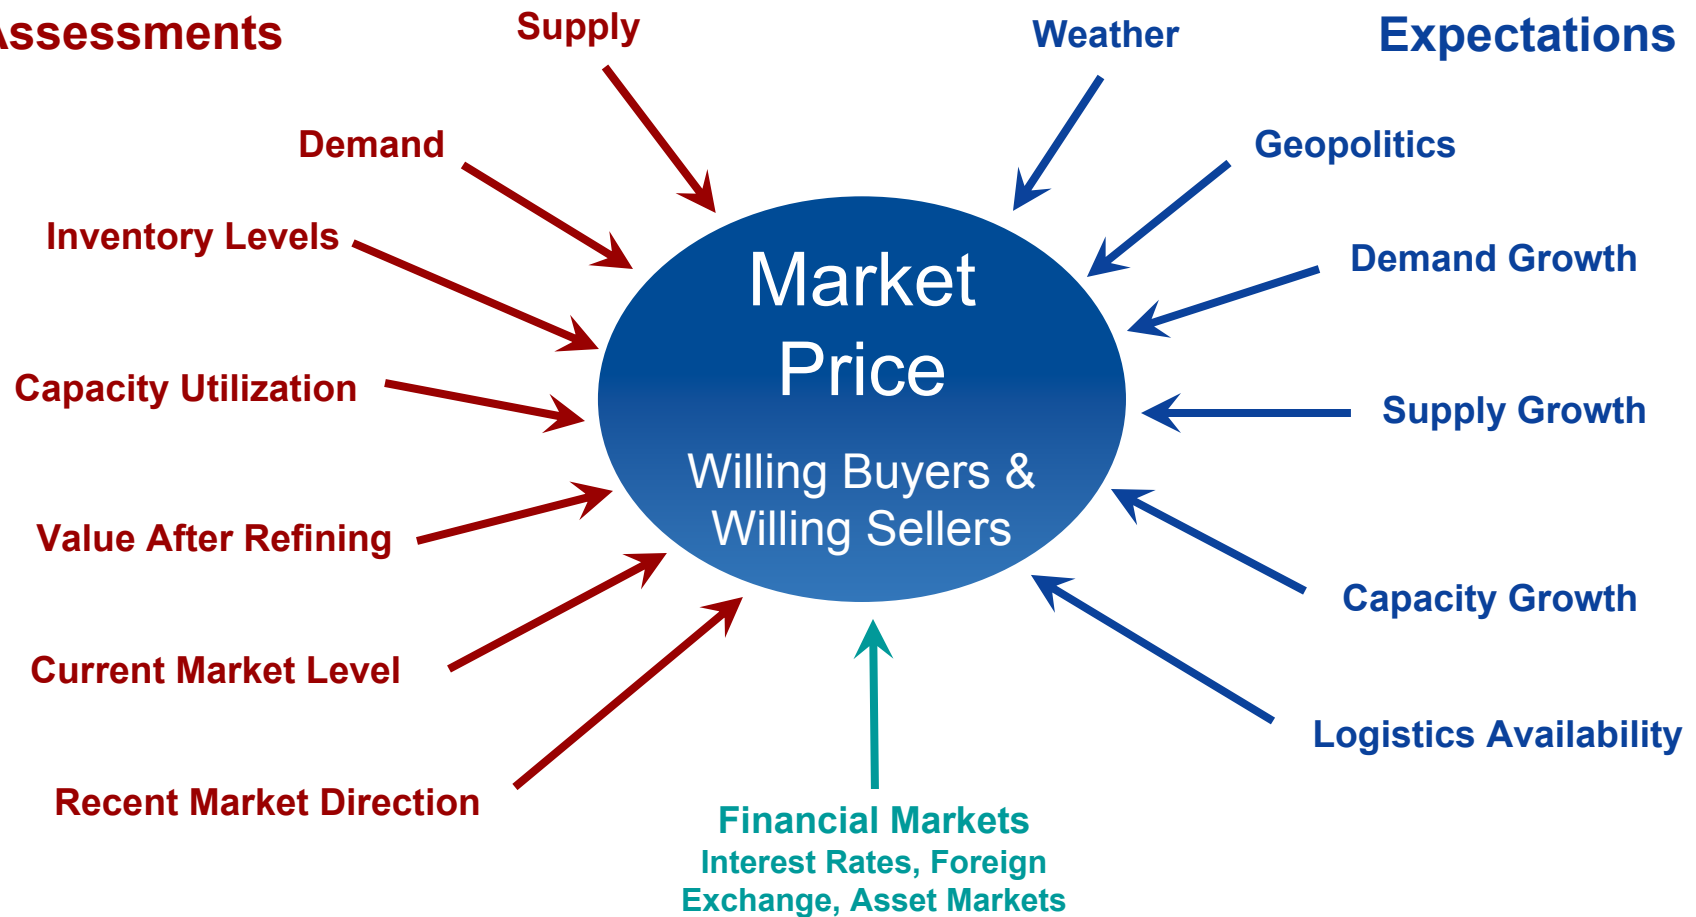 Assessments
Supply
Demand
Inventory Levels
Capacity Utilization
Value After Refining
Current Market Level
Recent Market Direction
Market
Price
Willing Buyers &
Willing Sellers
Financial Markets
Interest Rates, Foreign
Exchange, Asset Markets
Expectations
Weather
Geopolitics
Demand Growth
Supply Growth
Capacity Growth
Logistics Availability